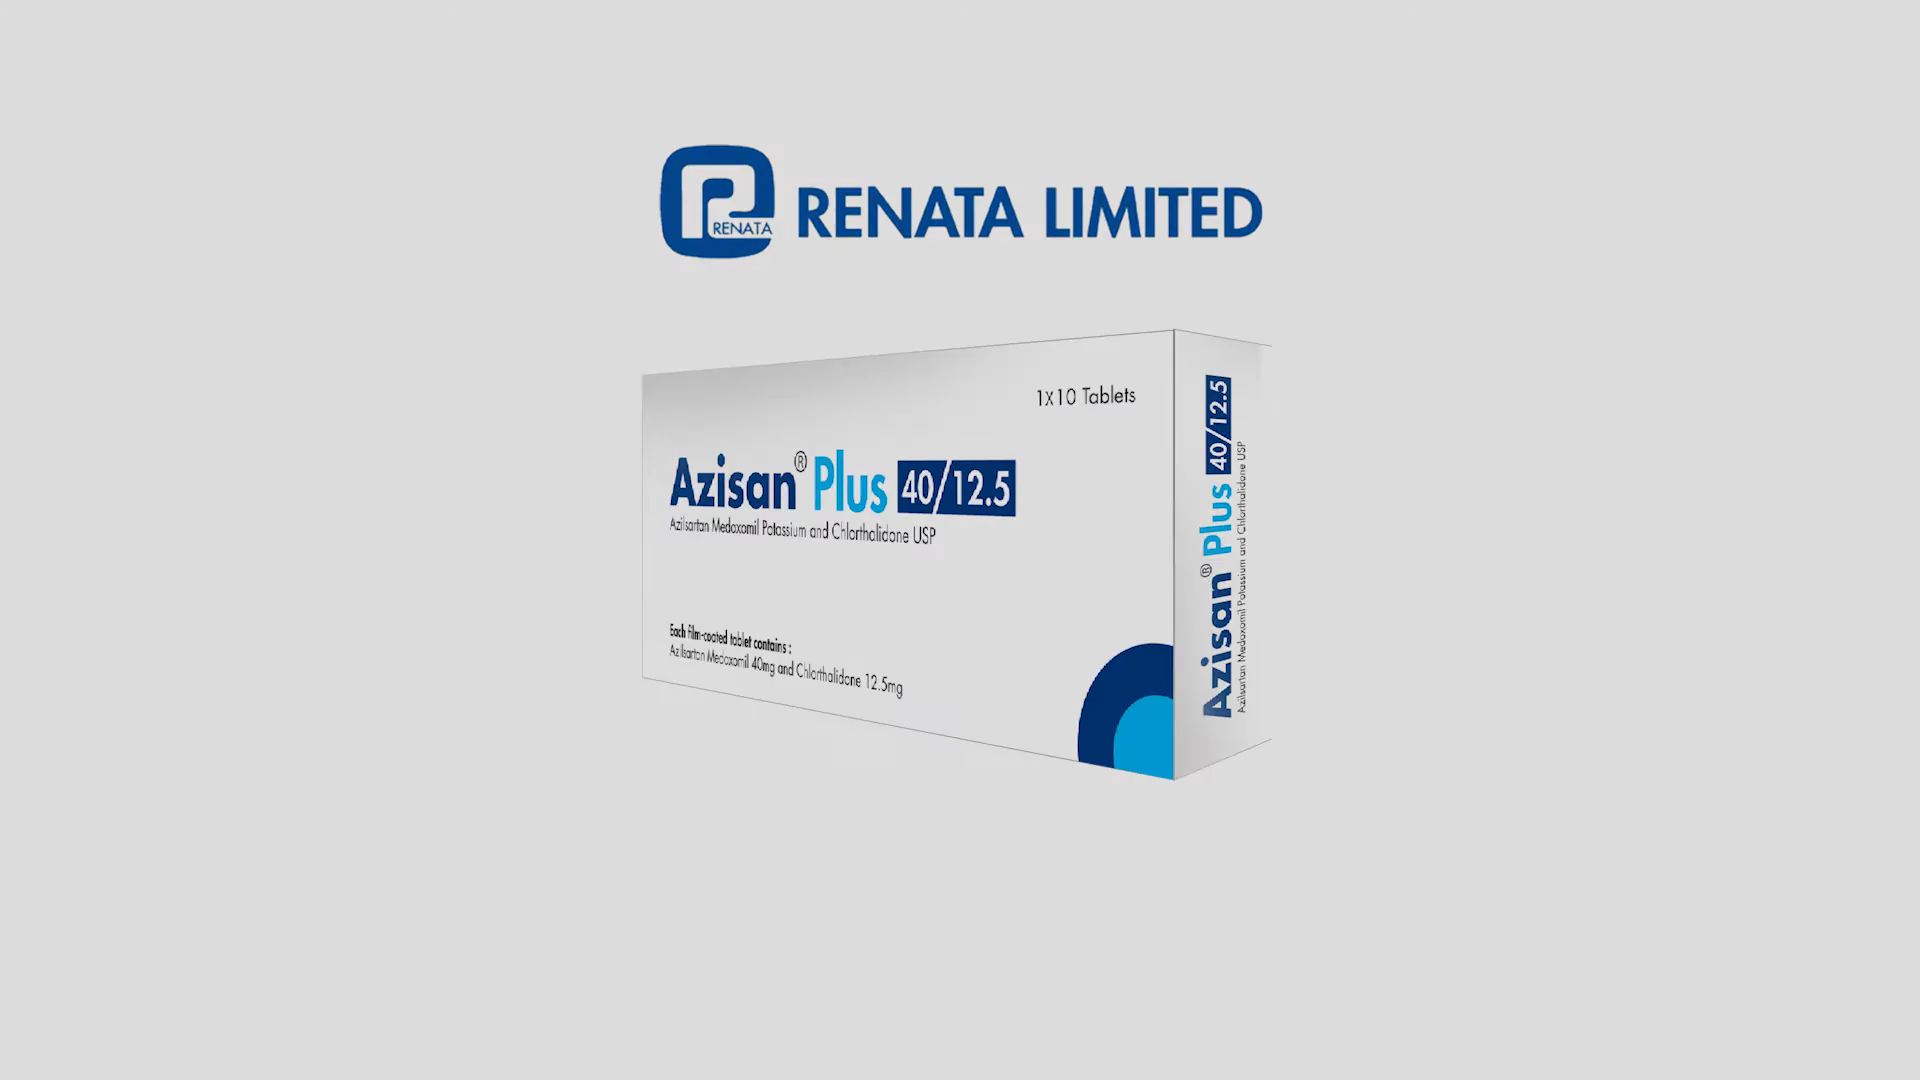 RENATA
RENATA LIMITED
1x10 Tablets
Azisan® Plus 40/12.5
Azilsartan Medoxomil Potassium and Chlorthalidone USP
Each film-coated tablet contains :
Azilsartan Medoxomil 40mg and Chlorthalidone 12.5mg
Azisan® Plus 40/12.5
Azilsartan Medoxomil Potassium and Chlorthalidone USP